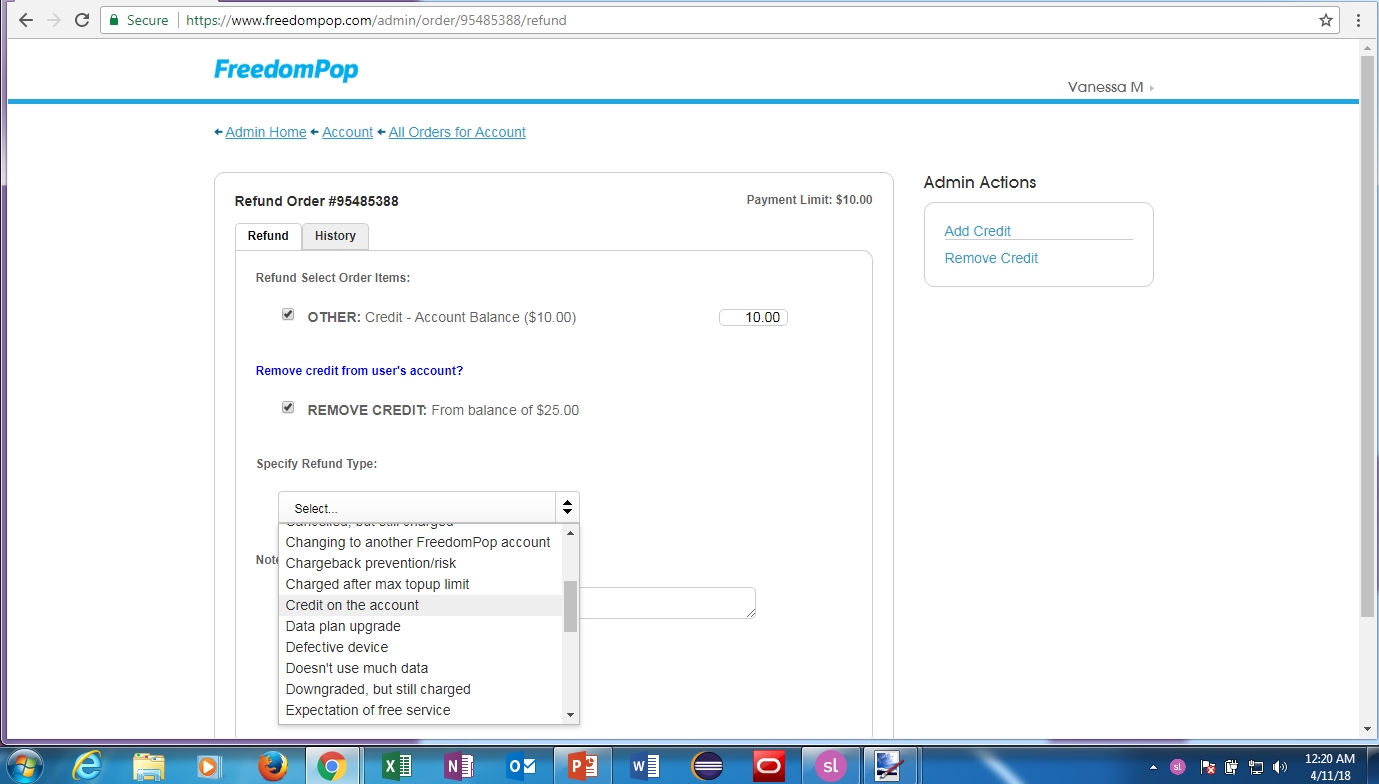 Secure https://www.freedompop.com/admin/order/95485388/refund
FreedomPop
Vanessa M
Admin Home Account All Orders for Account
Refund Order #95485388
Payment Limit: $10.00
Refund History
Refund Select Order Items:
OTHER: Credit - Account Balance ($10.00) 10.00
Remove credit from user's account?
REMOVE CREDIT: From balance of $25.00
Specify Refund Type:
Select...
Cancelled, but still charged
Changing to another FreedomPop account
Note
Chargeback prevention/risk
Charged after max topup limit
Credit on the account
Data plan upgrade
Defective device
Doesn't use much data
Downgraded, but still charged
Expectation of free service
Admin Actions
Add Credit
Remove Credit
sl
sl
12:20 AM
4/11/18